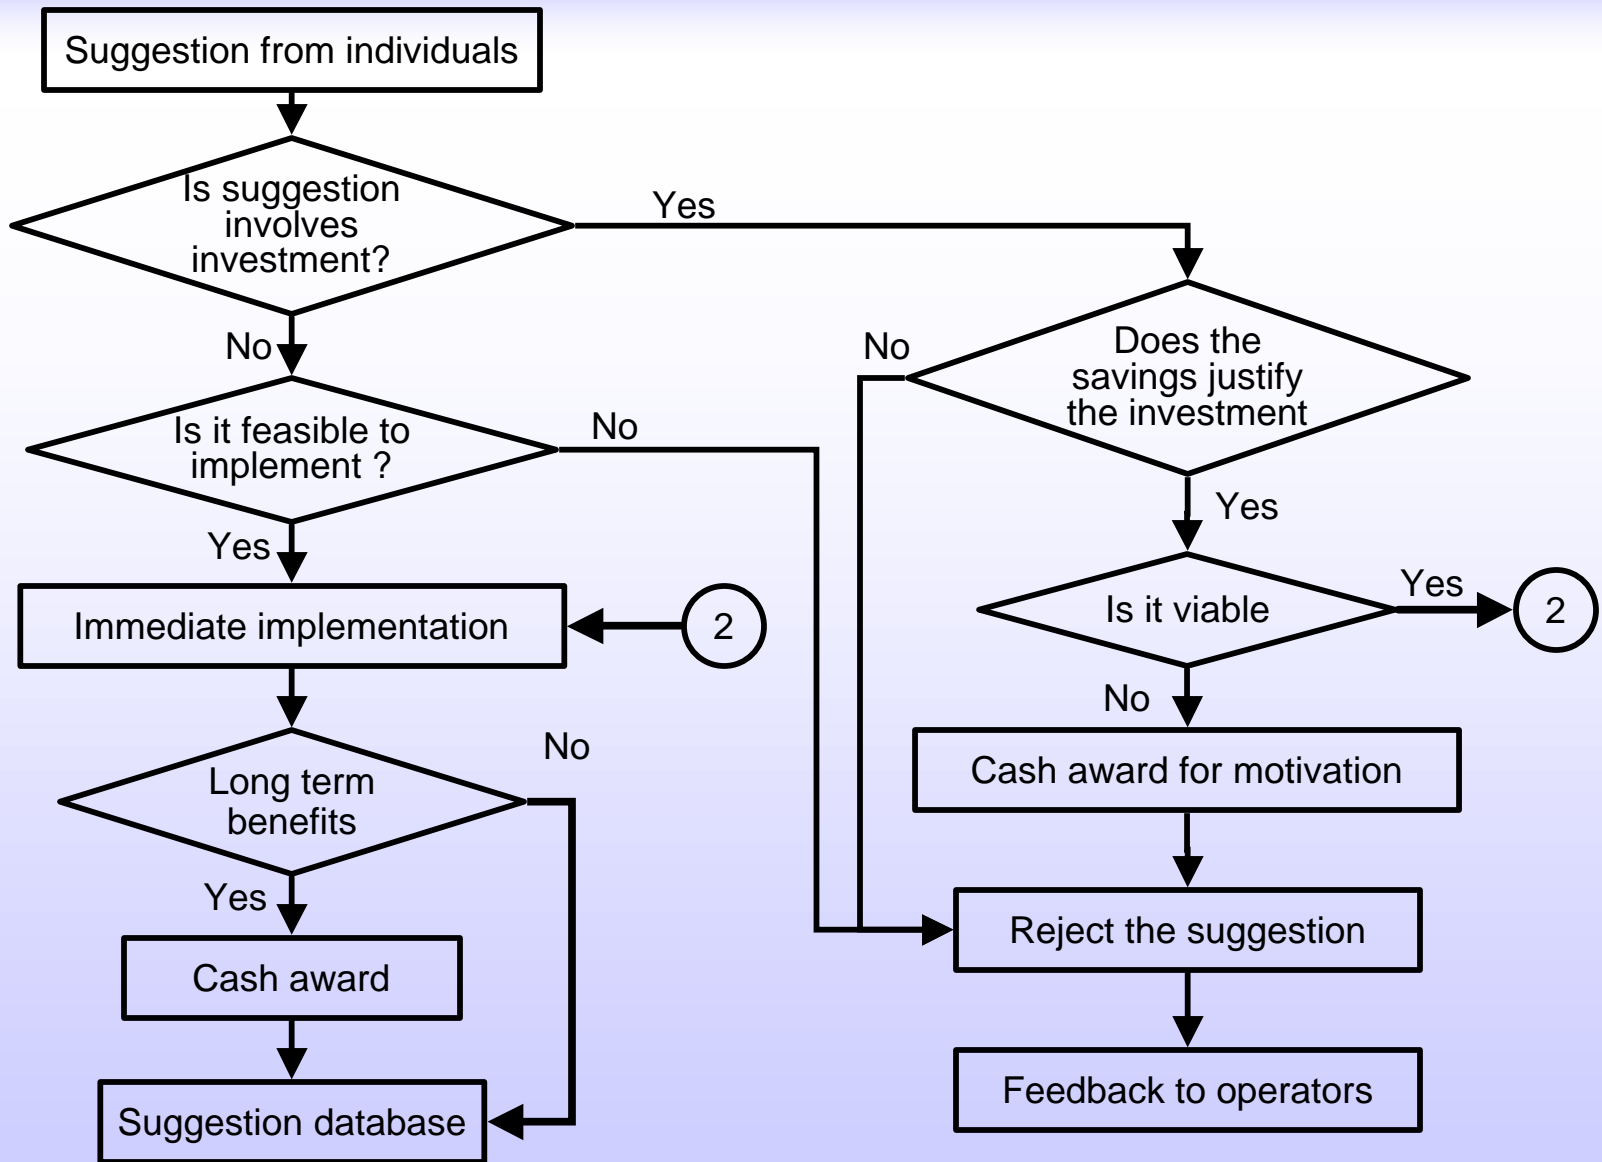 Suggestion from individuals
Is suggestion
involves
investment?
Yes
No
Does the
savings justify
the investment
No
Is it feasible to
implement ?
No
Yes
Yes
Immediate implementation
2
Is it viable
Yes
2
No
Long term
benefits
No
Cash award for motivation
Yes
Reject the suggestion
Cash award
Feedback to operators
Suggestion database